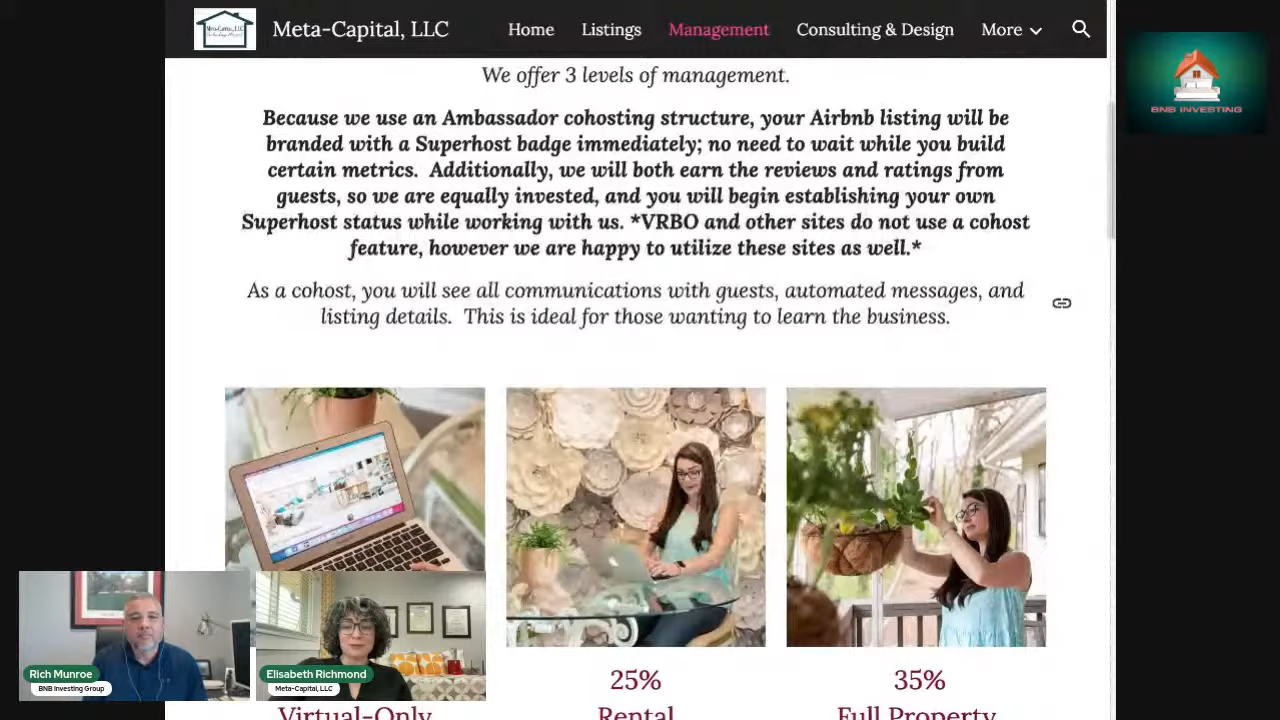 Meta-Capital, LLC
Home
Listings
Management
Consulting & Design
More
BNB INVESTING
We offer 3 levels of management.
Because we use an Ambassador cohosting structure, your Airbnb listing will be
branded with a Superhost badge immediately; no need to wait while you build
certain metrics. Additionally, we will both earn the reviews and ratings from
guests, so we are equally invested, and you will begin establishing your own
Superhost status while working with us. *VRBO and other sites do not use a cohost
feature, however we are happy to utilize these sites as well.*
As a cohost, you will see all communications with guests, automated messages, and
listing details. This is ideal for those wanting to learn the business.
Rich Munroe
BNB Investing Group
Elisabeth Richmond
Meta-Capital, LLC
Virtual-Only
25%
Rental
35%
Full Property